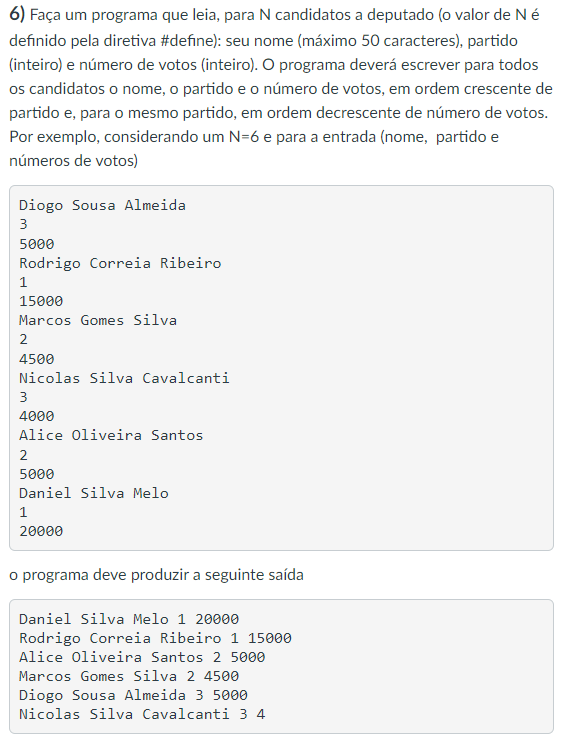 6) Faça um programa que leia, para N candidatos a deputado (o valor de N é
definido pela diretiva #define): seu nome (máximo 50 caracteres), partido
(inteiro) e número de votos (inteiro). O programa deverá escrever para todos
os candidatos o nome, o partido e o número de votos, em ordem crescente de
partido e, para o mesmo partido, em ordem decrescente de número de votos.
Por exemplo, considerando um N=6 e para a entrada (nome, partido e
números de votos)
Diogo Sousa Almeida
3
5000
Rodrigo Correia Ribeiro
1
15000
Marcos Gomes Silva
2
4500
Nicolas Silva Cavalcanti
3
4000
Alice Oliveira Santos
2
5000
Daniel Silva Melo
1
20000
o programa deve produzir a seguinte saída
Daniel Silva Melo 1 20000
Rodrigo Correia Ribeiro 1 15000
Alice Oliveira Santos 2 5000
Marcos Gomes Silva 2 4500
Diogo Sousa Almeida 3 5000
Nicolas Silva Cavalcanti 3 4